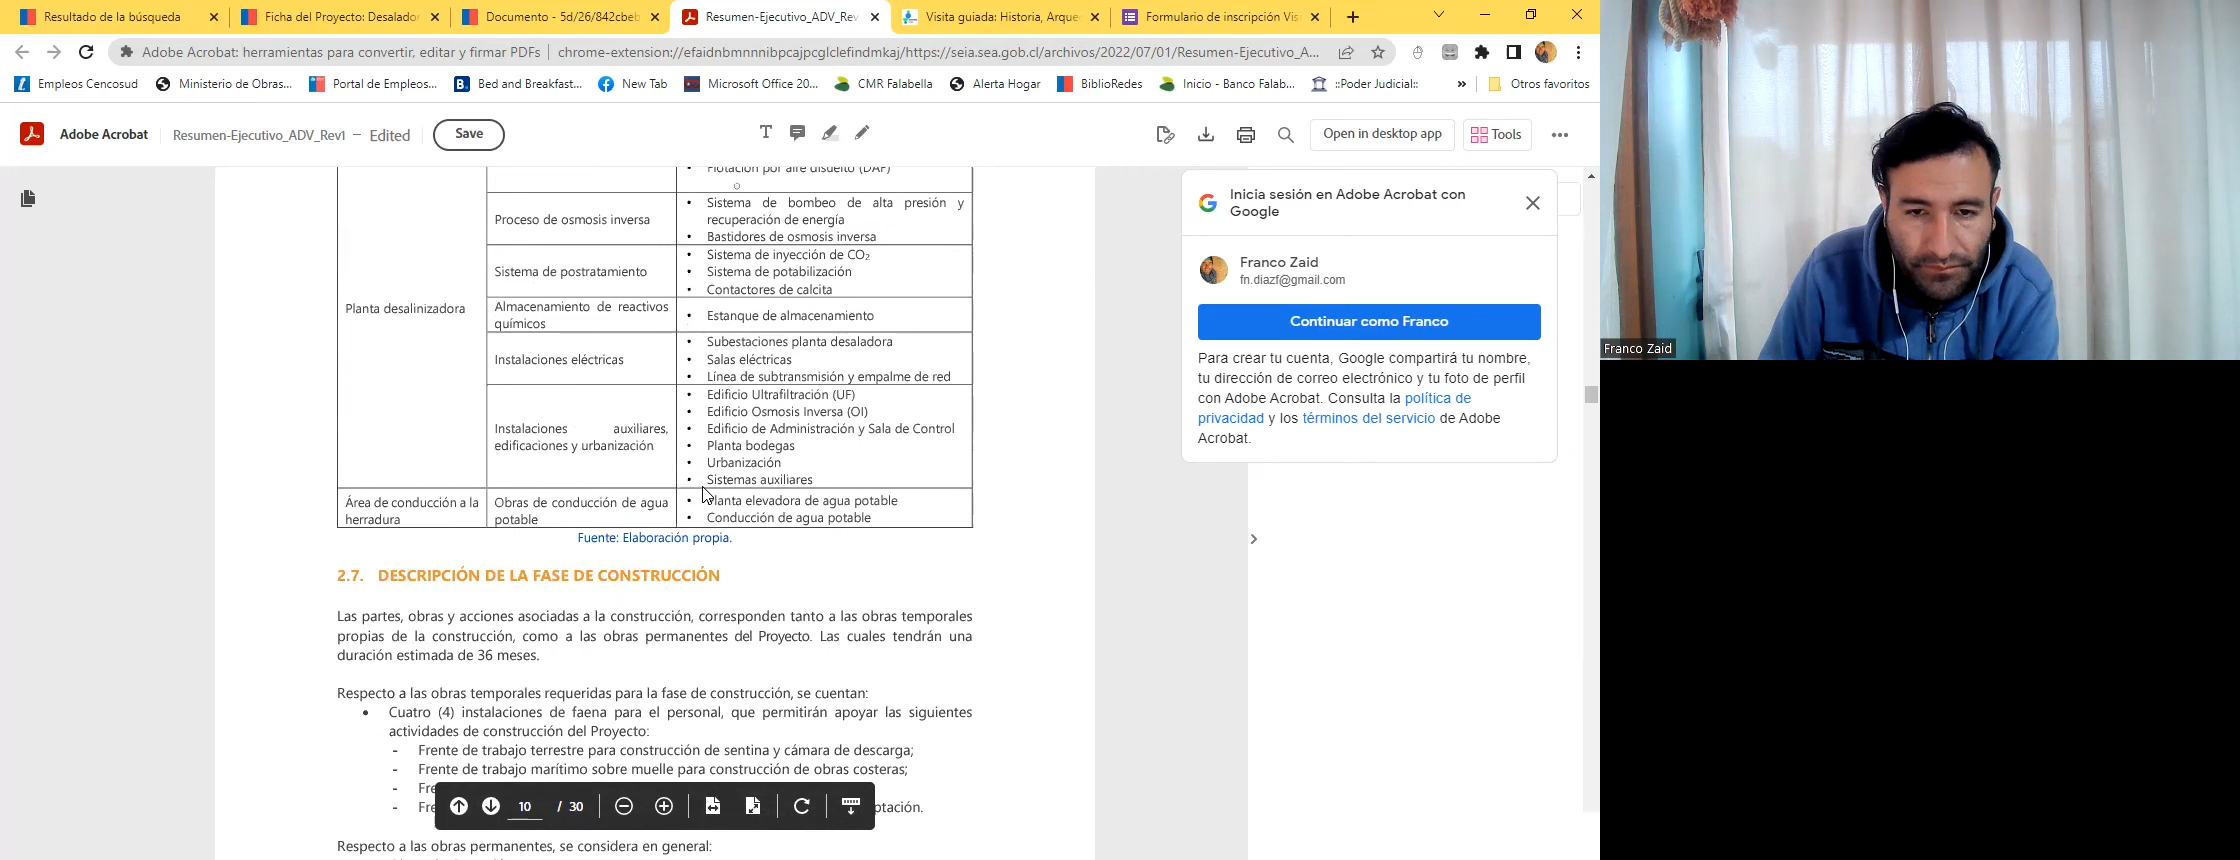 Resultado de la búsqueda
Ficha del Proyecto: Desalador
Documento - 5d/26/842cbeb
Resumen-Ejecutivo_ADV_Rev
Visita guiada: Historia, Arque
Formulario de inscripción Vis
Adobe Acrobat: herramientas para convertir, editar y firmar PDFs
chrome-extension://efaidnbmnnnibpcajpcglclefindmkaj/https://seia.sea.gob.cl/archivos/2022/07/01/Resumen-Ejecutivo_A...
Empleos Cencosud
Ministerio de Obras...
Portal de Empleos...
Bed and Breakfast...
New Tab
Microsoft Office 20...
CMR Falabella
Alerta Hogar
BiblioRedes
Inicio - Banco Falab...
::Poder Judicial::
»
Otros favoritos
Adobe Acrobat
Resumen-Ejecutivo_ADV_Rev1 — Edited
Save
Open in desktop app
Tools
Flotación por aire disuelto (DAF)
Planta desalinizadora
Proceso de osmosis inversa
• Sistema de bombeo de alta presión y
recuperación de energía
• Bastidores de osmosis inversa
Sistema de postratamiento
• Sistema de inyección de CO₂
• Sistema de potabilización
• Contactores de calcita
Almacenamiento de reactivos
químicos
• Estanque de almacenamiento
Instalaciones eléctricas
• Subestaciones planta desaladora
• Salas eléctricas
• Línea de subtransmisión y empalme de red
Instalaciones auxiliares,
edificaciones y urbanización
• Edificio Ultrafiltración (UF)
• Edificio Osmosis Inversa (OI)
• Edificio de Administración y Sala de Control
• Planta bodegas
• Urbanización
• Sistemas auxiliares
Área de conducción a la
herradura
Obras de conducción de agua
potable
• Planta elevadora de agua potable
• Conducción de agua potable
Fuente: Elaboración propia.
2.7. DESCRIPCIÓN DE LA FASE DE CONSTRUCCIÓN
Las partes, obras y acciones asociadas a la construcción, corresponden tanto a las obras temporales
propias de la construcción, como a las obras permanentes del Proyecto. Las cuales tendrán una
duración estimada de 36 meses.
Respecto a las obras temporales requeridas para la fase de construcción, se cuentan:
• Cuatro (4) instalaciones de faena para el personal, que permitirán apoyar las siguientes
actividades de construcción del Proyecto:
- Frente de trabajo terrestre para construcción de sentina y cámara de descarga;
- Frente de trabajo marítimo sobre muelle para construcción de obras costeras;
- Fre
- Fre
otación.
10 / 30
Respecto a las obras permanentes, se considera en general:
Inicia sesión en Adobe Acrobat con
Google
Franco Zaid
fn.diazf@gmail.com
Continuar como Franco
Para crear tu cuenta, Google compartirá tu nombre,
tu dirección de correo electrónico y tu foto de perfil
con Adobe Acrobat. Consulta la política de
privacidad y los términos del servicio de Adobe
Acrobat.
Franco Zaid